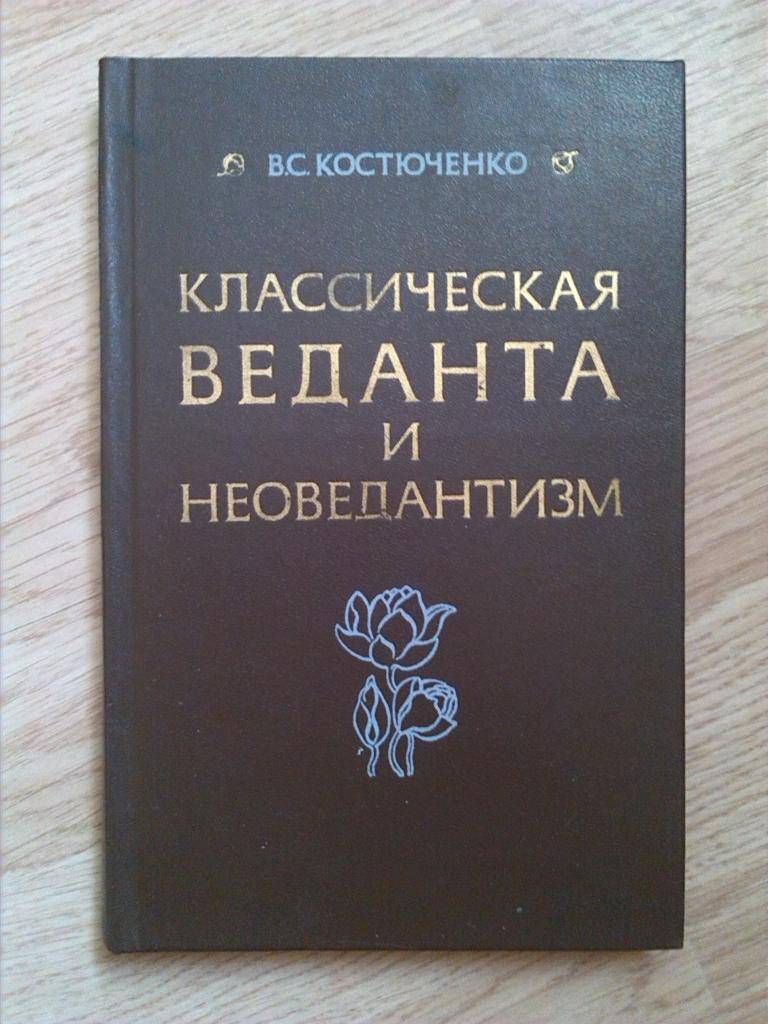 В.С. КОСТЮЧЕНКО
КЛАССИЧЕСКАЯ
ВЕДАНТА
И
НЕОВЕДАНТИЗМ